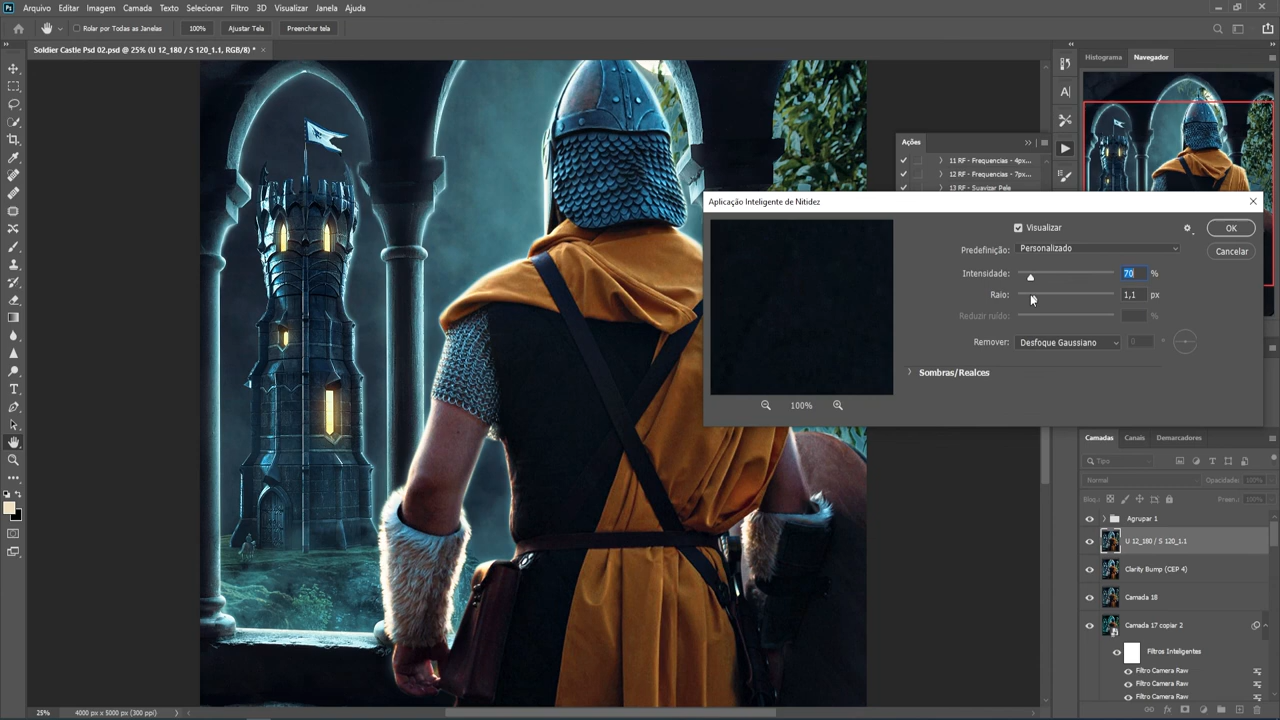 Ps Arquivo Editar Imagem Camada Texto Selecionar Filtro 3D Visualizar Janela Ajuda
Rolar por Todas as Janelas 100% Ajustar Tela Preencher tela
Soldier Castle Psd 02.psd @ 25% (U 12_180 / S 120_1.1, RGB/8) * ×
Histograma Navegador
Ações
11 RF - Frequencias - 4px...
12 RF - Frequencias - 7px...
13 RF - Suavizar Pele
Aplicação Inteligente de Nitidez
Visualizar OK
Predefinição: Personalizado Cancelar
Intensidade: 70 %
Raio: 1,1 px
Reduzir ruído: %
Remover: Desfoque Gaussiano 0 °
Sombras/Realces
100%
Camadas Canais Demarcadores
Tipo
Normal Opacidade: 100%
Bloq.: Preen.: 100%
Agrupar 1
U 12_180 / S 120_1.1
Clarity Bump (CEP 4)
Camada 18
Camada 17 copiar 2
Filtros Inteligentes
Filtro Camera Raw
Filtro Camera Raw
Filtro Camera Raw
25% 4000 px x 5000 px (300 ppi)